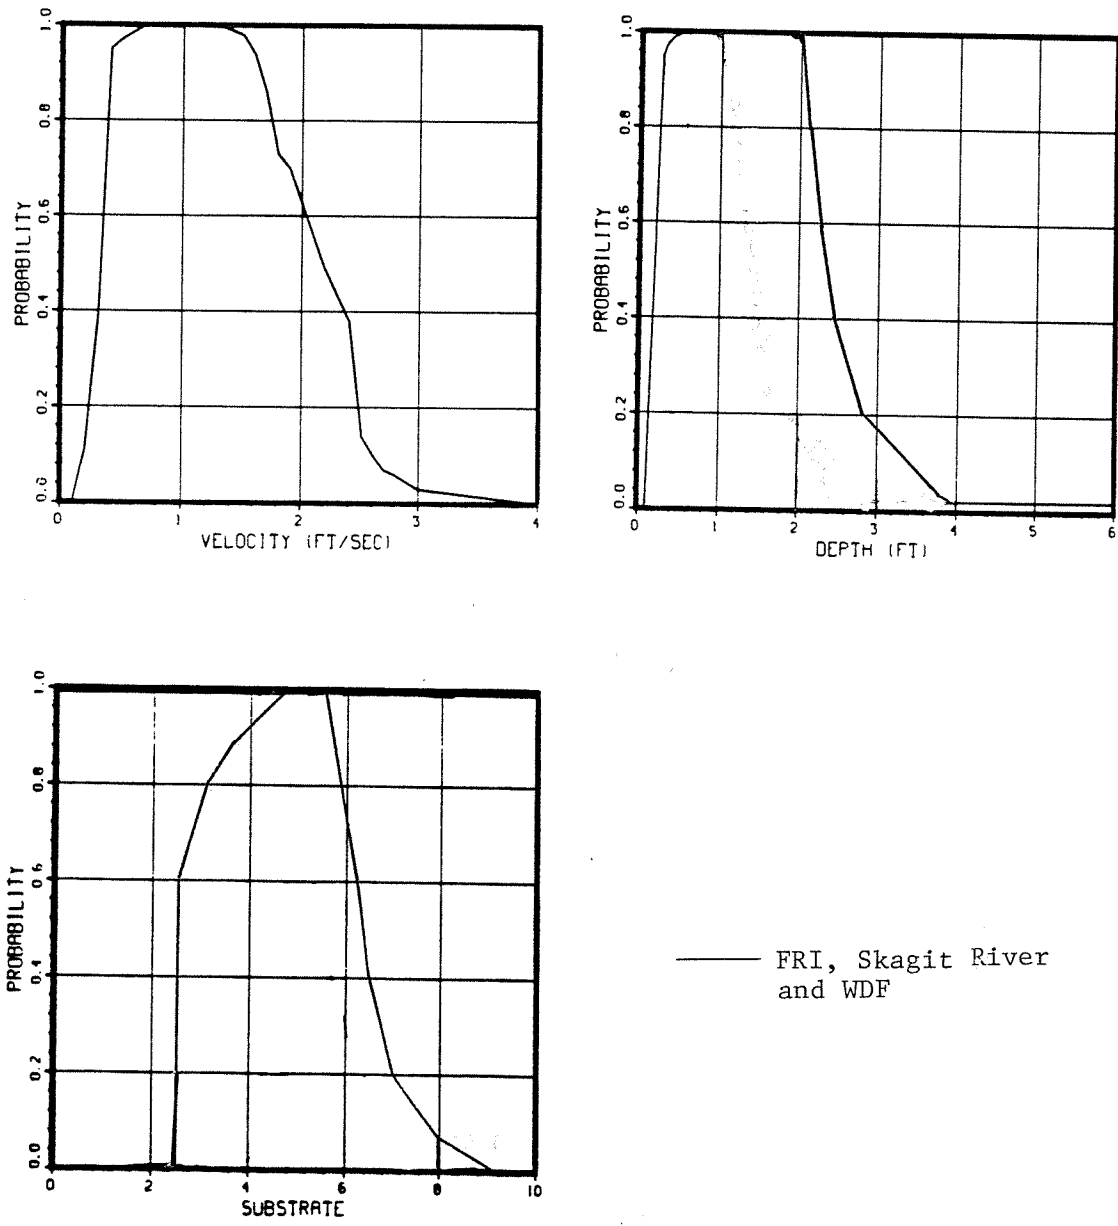 1.0
0.8
0.6
0.4
0.2
0.0
PROBABILITY
0 1 2 3 4
VELOCITY (FT/SEC)
1.0
0.8
0.6
0.4
0.2
0.0
PROBABILITY
0 1 2 3 4 5 6
DEPTH (FT)
1.0
0.8
0.6
0.4
0.2
0.0
PROBABILITY
0 2 4 6 8 10
SUBSTRATE
FRI, Skagit River
and WDF